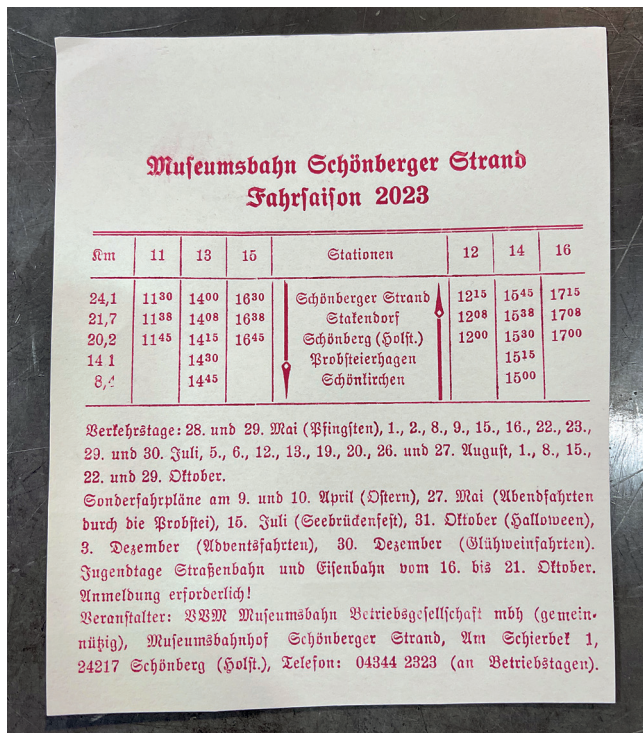 Museumsbahn Schönberger Strand
Fahrsaison 2023
Km 11 13 15 Stationen 12 14 16
24,1 11³⁰ 14⁰⁰ 16³⁰ Schönberger Strand 12¹⁵ 15⁴⁵ 17¹⁵
21,7 11³⁸ 14⁰⁸ 16³⁸ Stakendorf 12⁰⁸ 15³⁸ 17⁰⁸
20,2 11⁴⁵ 14¹⁵ 16⁴⁵ Schönberg (Holst.) 12⁰⁰ 15³⁰ 17⁰⁰
14 1 14³⁰ Probsteierhagen 15¹⁵
8,4 14⁴⁵ Schönkirchen 15⁰⁰
Verkehrstage: 28. und 29. Mai (Pfingsten), 1., 2., 8., 9., 15., 16., 22., 23.,
29. und 30. Juli, 5., 6., 12., 13., 19., 20., 26. und 27. August, 1., 8., 15.,
22. und 29. Oktober.
Sonderfahrpläne am 9. und 10. April (Ostern), 27. Mai (Abendfahrten
durch die Probstei), 15. Juli (Seebrückenfest), 31. Oktober (Halloween),
3. Dezember (Adventsfahrten), 30. Dezember (Glühweinfahrten).
Jugendtage Straßenbahn und Eisenbahn vom 16. bis 21. Oktober.
Anmeldung erforderlich!
Veranstalter: VVM Museumsbahn Betriebsgesellschaft mbh (gemein-
nützig), Museumsbahnhof Schönberger Strand, Am Schierbek 1,
24217 Schönberg (Holst.), Telefon: 04344 2323 (an Betriebstagen).